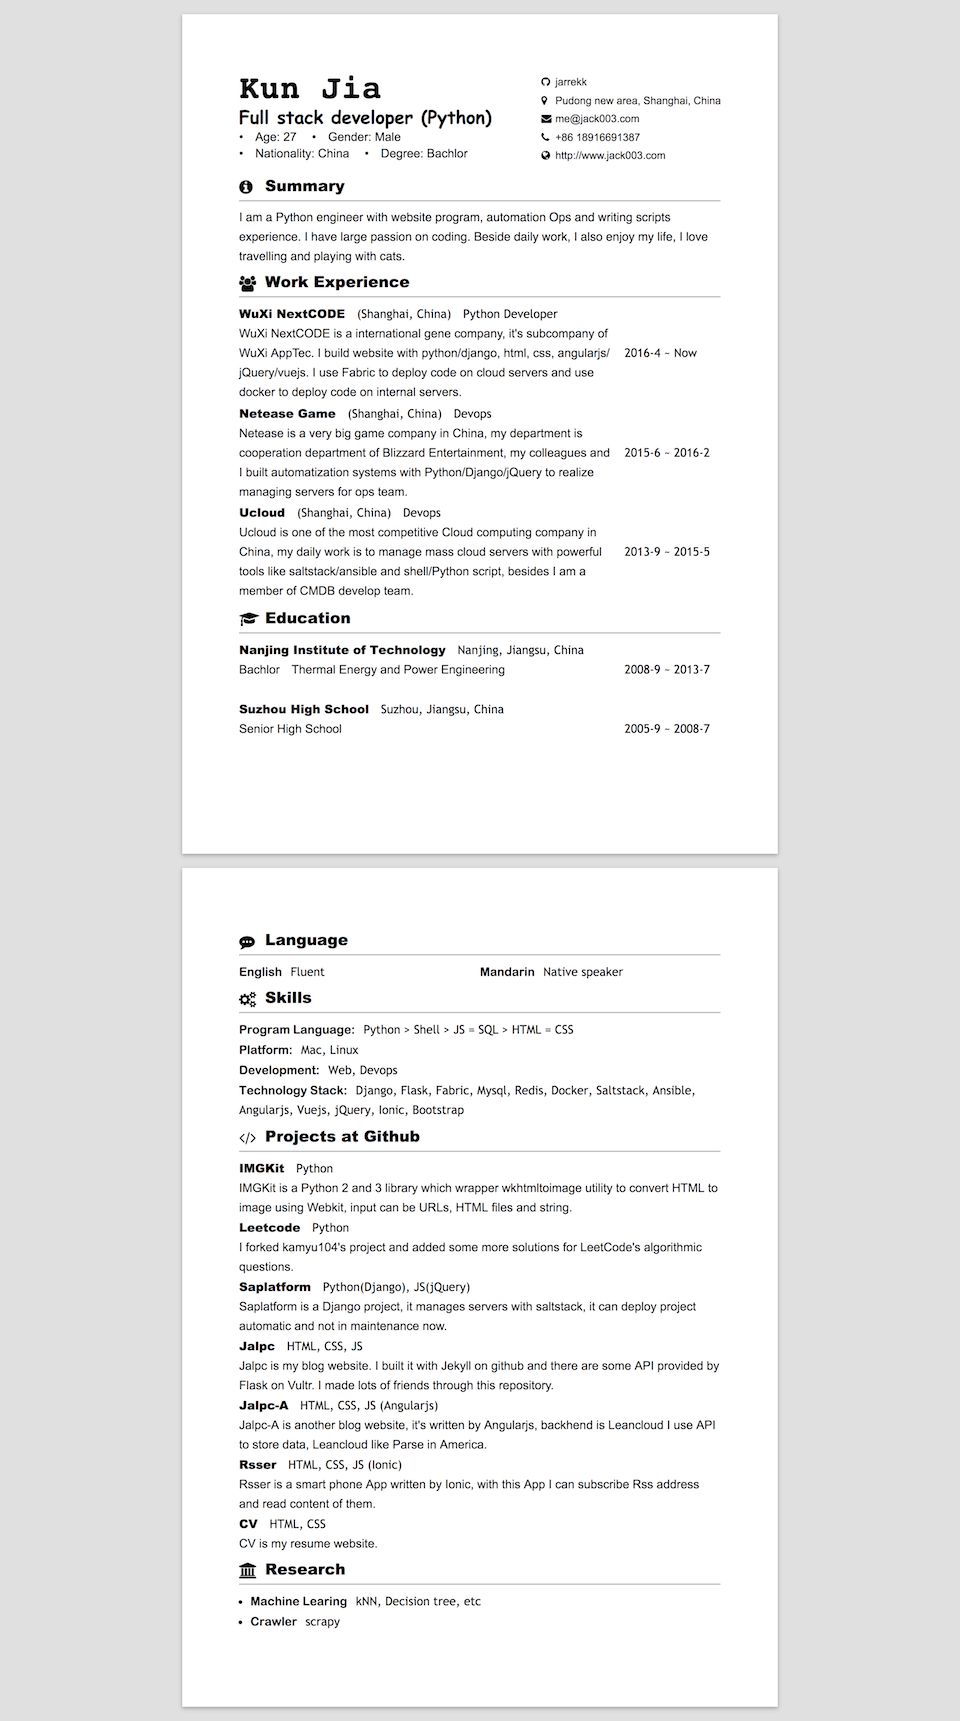 Kun Jia
Full stack developer (Python)
• Age: 27 • Gender: Male
• Nationality: China • Degree: Bachlor
jarrekk
Pudong new area, Shanghai, China
me@jack003.com
+86 18916691387
http://www.jack003.com
Summary
I am a Python engineer with website program, automation Ops and writing scripts
experience. I have large passion on coding. Beside daily work, I also enjoy my life, I love
travelling and playing with cats.
Work Experience
WuXi NextCODE (Shanghai, China) Python Developer
WuXi NextCODE is a international gene company, it's subcompany of
WuXi AppTec. I build website with python/django, html, css, angularjs/
jQuery/vuejs. I use Fabric to deploy code on cloud servers and use
docker to deploy code on internal servers.
2016-4 ~ Now
Netease Game (Shanghai, China) Devops
Netease is a very big game company in China, my department is
cooperation department of Blizzard Entertainment, my colleagues and
I built automatization systems with Python/Django/jQuery to realize
managing servers for ops team.
2015-6 ~ 2016-2
Ucloud (Shanghai, China) Devops
Ucloud is one of the most competitive Cloud computing company in
China, my daily work is to manage mass cloud servers with powerful
tools like saltstack/ansible and shell/Python script, besides I am a
member of CMDB develop team.
2013-9 ~ 2015-5
Education
Nanjing Institute of Technology Nanjing, Jiangsu, China
Bachlor Thermal Energy and Power Engineering
2008-9 ~ 2013-7
Suzhou High School Suzhou, Jiangsu, China
Senior High School
2005-9 ~ 2008-7
Language
English Fluent
Mandarin Native speaker
Skills
Program Language: Python > Shell > JS = SQL > HTML = CSS
Platform: Mac, Linux
Development: Web, Devops
Technology Stack: Django, Flask, Fabric, Mysql, Redis, Docker, Saltstack, Ansible,
Angularjs, Vuejs, jQuery, Ionic, Bootstrap
Projects at Github
IMGKit Python
IMGKit is a Python 2 and 3 library which wrapper wkhtmltoimage utility to convert HTML to
image using Webkit, input can be URLs, HTML files and string.
Leetcode Python
I forked kamyu104's project and added some more solutions for LeetCode's algorithmic
questions.
Saplatform Python(Django), JS(jQuery)
Saplatform is a Django project, it manages servers with saltstack, it can deploy project
automatic and not in maintenance now.
Jalpc HTML, CSS, JS
Jalpc is my blog website. I built it with Jekyll on github and there are some API provided by
Flask on Vultr. I made lots of friends through this repository.
Jalpc-A HTML, CSS, JS (Angularjs)
Jalpc-A is another blog website, it's written by Angularjs, backhend is Leancloud I use API
to store data, Leancloud like Parse in America.
Rsser HTML, CSS, JS (Ionic)
Rsser is a smart phone App written by Ionic, with this App I can subscribe Rss address
and read content of them.
CV HTML, CSS
CV is my resume website.
Research
• Machine Learing kNN, Decision tree, etc
• Crawler scrapy